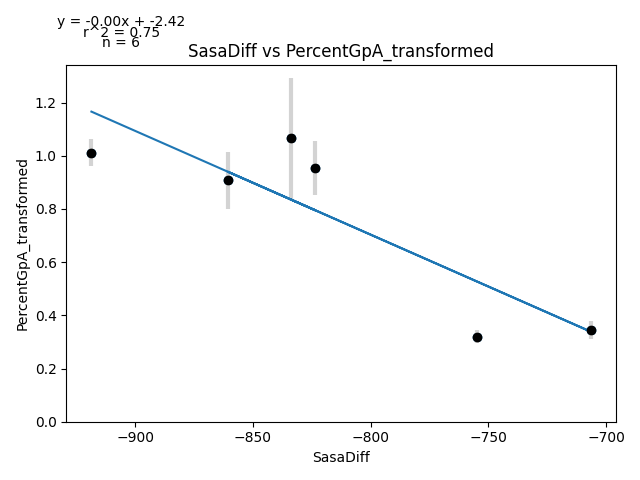 y = -0.00x + -2.42
r^2 = 0.75
n = 6
SasaDiff vs PercentGpA_transformed
PercentGpA_transformed
1.2
1.0
0.8
0.6
0.4
0.2
0.0
−900
−850
−800
−750
−700
SasaDiff